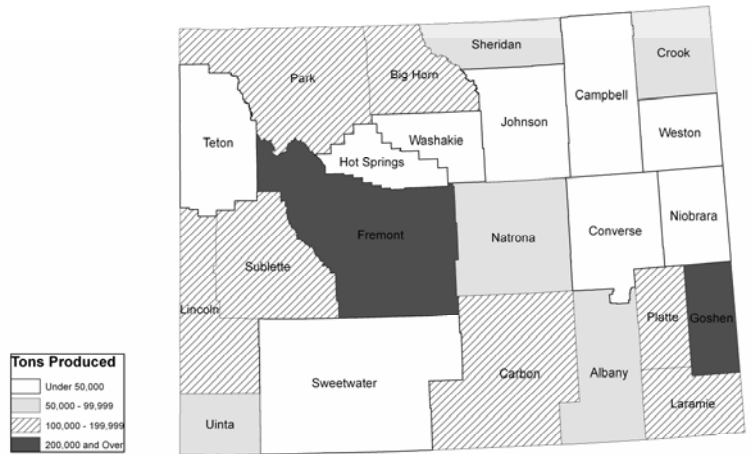 Sheridan
Crook
Park
Big Horn
Campbell
Johnson
Weston
Teton
Washakie
Hot Springs
Niobrara
Fremont
Natrona
Converse
Sublette
Lincoln
Platte
Goshen
Tons Produced
Under 50,000
50,000 - 99,999
100,000 - 199,999
200,000 and Over
Sweetwater
Carbon
Albany
Laramie
Uinta